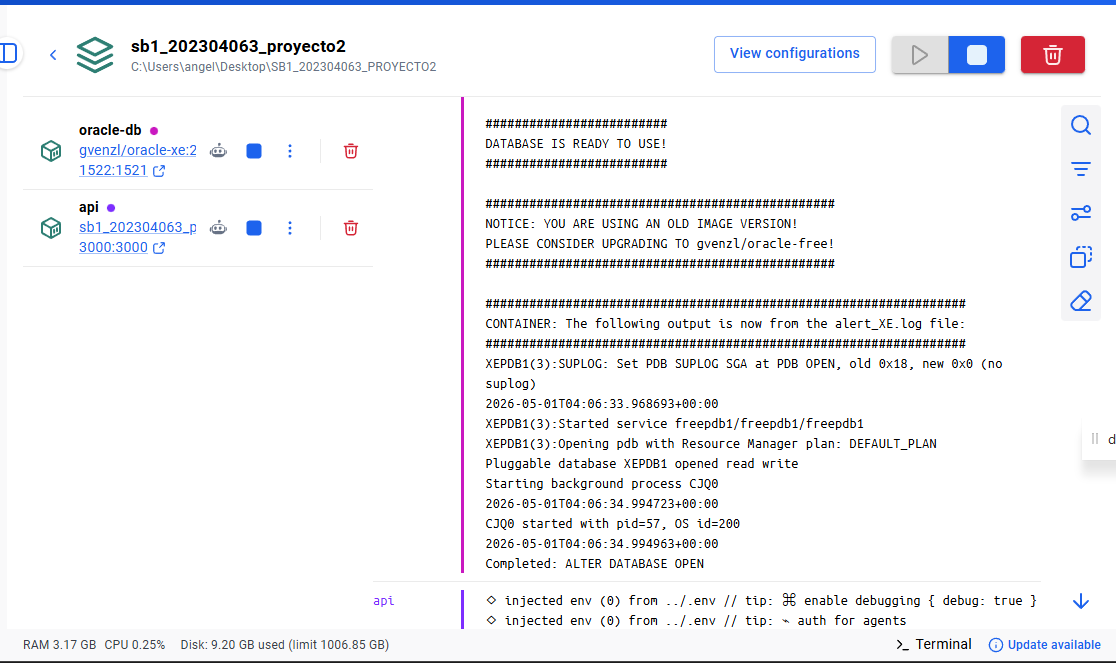 sb1_202304063_proyecto2
C:\Users\angel\Desktop\SB1_202304063_PROYECTO2
View configurations
oracle-db
gvenzl/oracle-xe:2
1522:1521
api
sb1_202304063_p
3000:3000
#########################
DATABASE IS READY TO USE!
#########################
################################################
NOTICE: YOU ARE USING AN OLD IMAGE VERSION!
PLEASE CONSIDER UPGRADING TO gvenzl/oracle-free!
################################################
##################################################################
CONTAINER: The following output is now from the alert_XE.log file:
##################################################################
XEPDB1(3):SUPLOG: Set PDB SUPLOG SGA at PDB OPEN, old 0x18, new 0x0 (no
suplog)
2026-05-01T04:06:33.968693+00:00
XEPDB1(3):Started service freepdb1/freepdb1/freepdb1
XEPDB1(3):Opening pdb with Resource Manager plan: DEFAULT_PLAN
Pluggable database XEPDB1 opened read write
Starting background process CJQ0
2026-05-01T04:06:34.994723+00:00
CJQ0 started with pid=57, OS id=200
2026-05-01T04:06:34.994963+00:00
Completed: ALTER DATABASE OPEN
d
api
◇ injected env (0) from ../.env // tip: ⌘ enable debugging { debug: true }
◇ injected env (0) from ../.env // tip: ⌁ auth for agents
RAM 3.17 GB CPU 0.25% Disk: 9.20 GB used (limit 1006.85 GB)
>_ Terminal
Update available